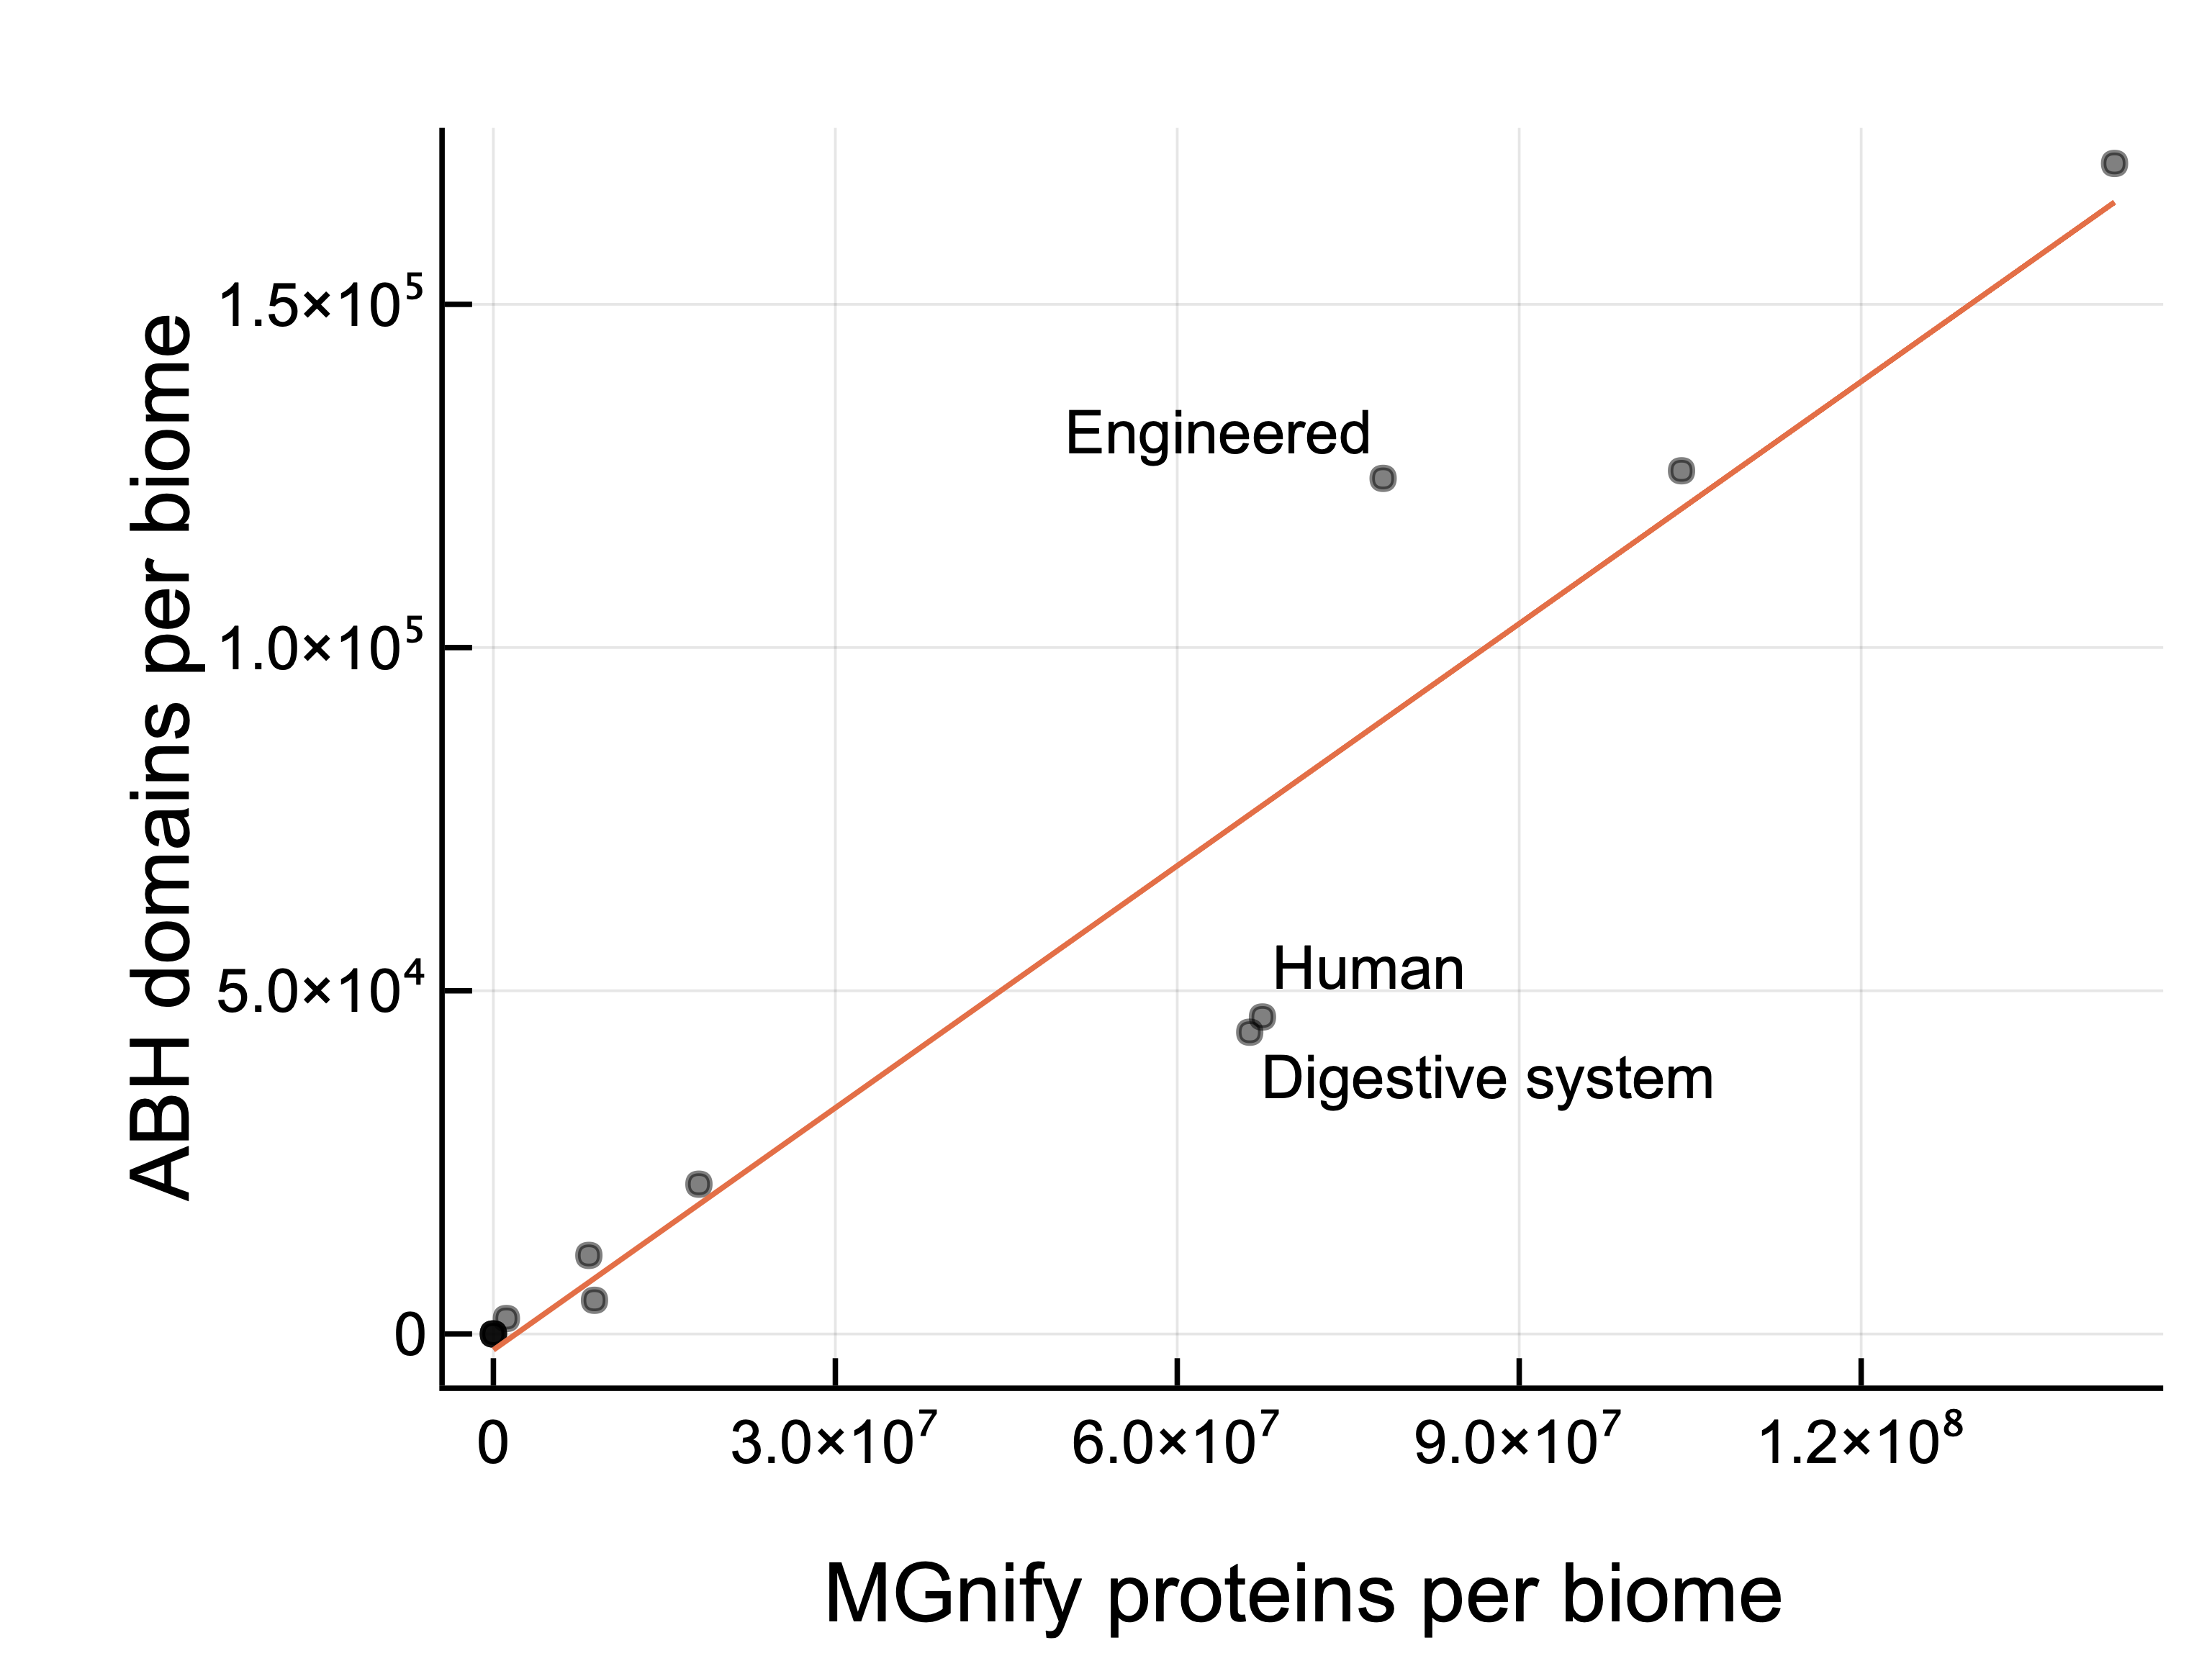 ABH domains per biome
1.5×10⁵
1.0×10⁵
5.0×10⁴
0
Engineered
Human
Digestive system
0
3.0×10⁷
6.0×10⁷
9.0×10⁷
1.2×10⁸
MGnify proteins per biome